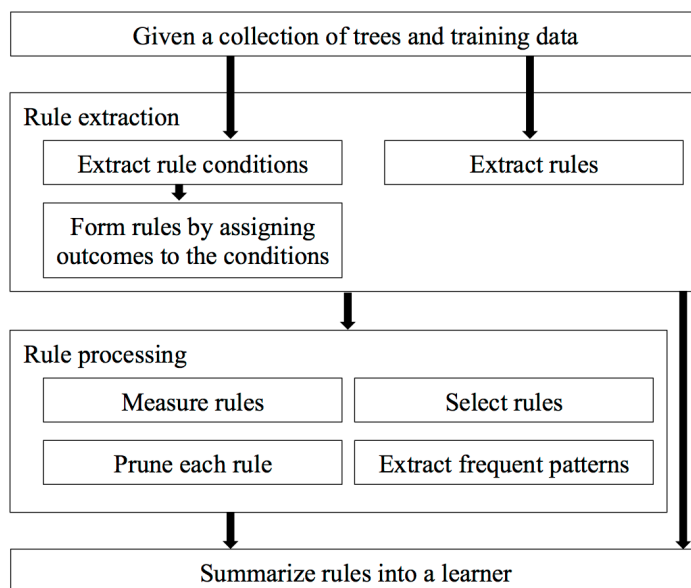 Given a collection of trees and training data
Rule extraction
Extract rule conditions
Extract rules
Form rules by assigning
outcomes to the conditions
Rule processing
Measure rules
Select rules
Prune each rule
Extract frequent patterns
Summarize rules into a learner